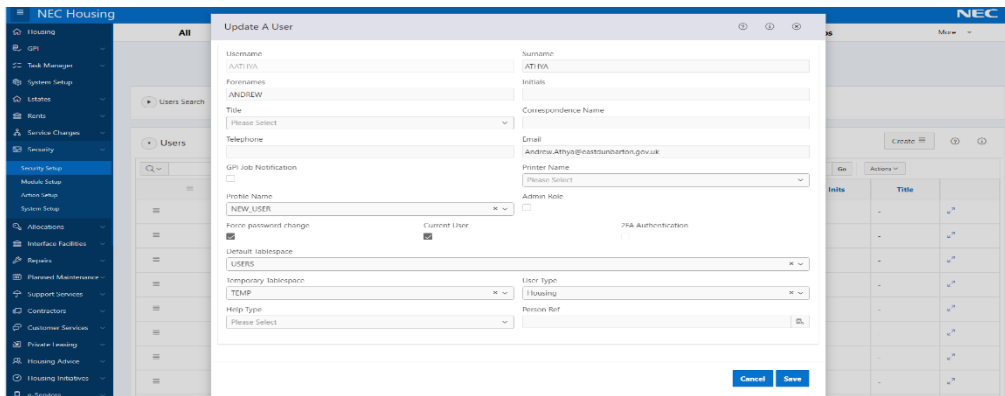 NEC Housing
NEC
Housing
GPI
Task Manager
System Setup
Estates
Rents
Service Charges
Security
Security Setup
Module Setup
Action Setup
System Setup
Allocations
Interface Facilities
Repairs
Planned Maintenance
Support Services
Contractors
Customer Services
Private Leasing
Housing Advice
Housing Initiatives
e-Services
All
More
Users Search
Users
Create
Go
Actions
Inits
Title
Update A User
Username
Surname
AATHYA
ATHYA
Forenames
Initials
ANDREW
Title
Correspondence Name
Please Select
Telephone
Email
Andrew.Athya@eastdunbarton.gov.uk
GPI Job Notification
Printer Name
Please Select
Profile Name
Admin Role
NEW_USER
Force password change
Current User
2FA Authentication
Default Tablespace
USERS
Temporary Tablespace
User Type
TEMP
Housing
Help Type
Person Ref
Please Select
Cancel
Save